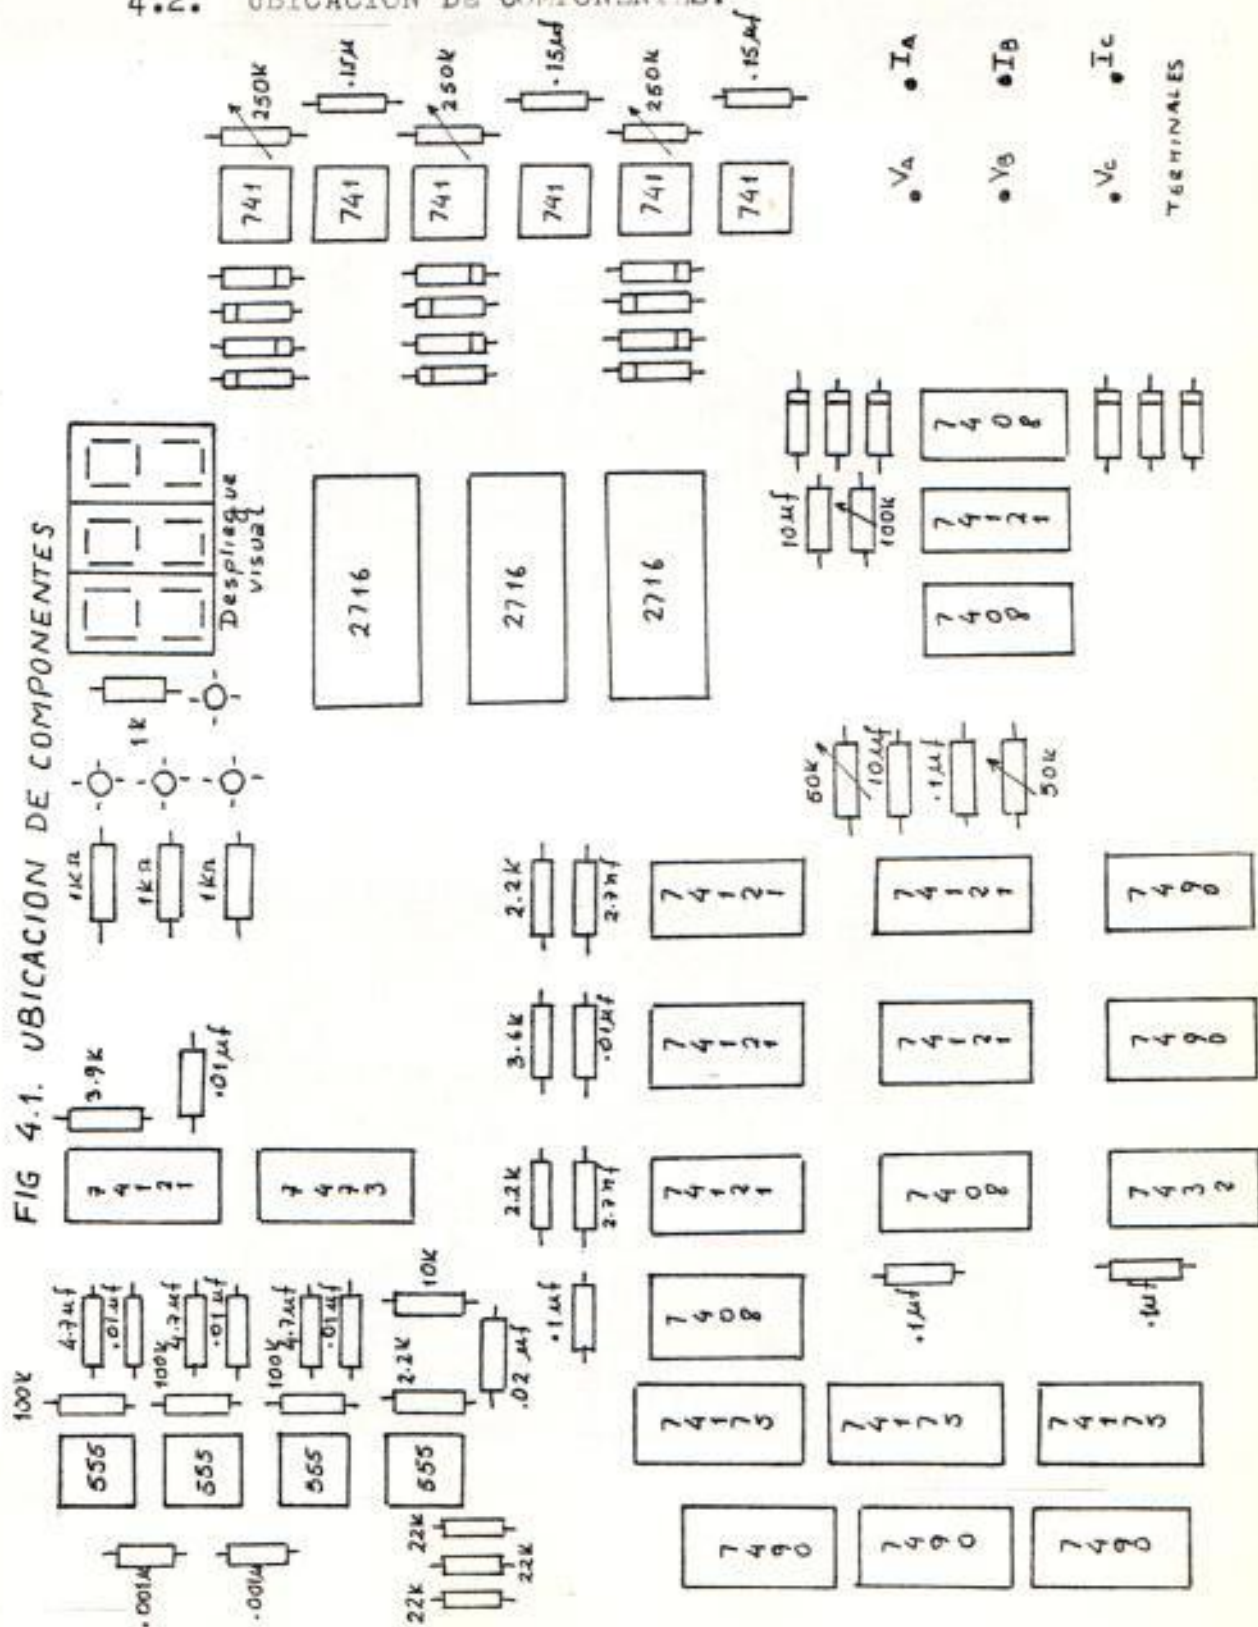 4.2. UBICACION DE COMPONENTES.
FIG 4.1. UBICACION DE COMPONENTES
250K
.15µ
250K
.15µf
250K
.15µf
741
741
741
741
741
741
IA
IB
IC
VA
VB
VC
TERMINALES
Despliegue
visual
2716
2716
2716
10µf
100K
7408
74121
7408
1K
1KΩ
1KΩ
1KΩ
50K
10µf
.1µf
50K
2.2K
2.7nf
74121
74121
7490
3.9K
.01µf
3.6K
.01µf
74121
74121
7490
74121
7473
2.2K
2.7nf
74121
7408
7432
4.7µf
.01µf
4.7µf
.01µf
4.7µf
.01µf
10K
.1µf
7408
.1µf
.1µf
100K
100K
100K
2.2K
.02µf
555
555
555
555
74175
74175
74175
.001µ
.001µ
22K
22K
22K
7490
7490
7490